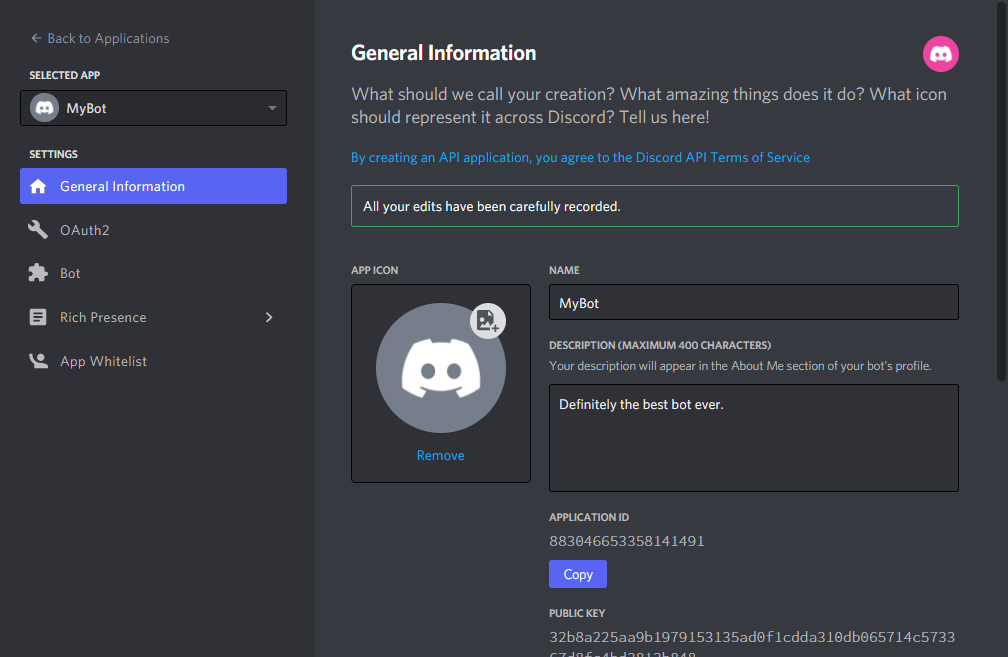 Back to Applications
SELECTED APP
MyBot
SETTINGS
General Information
OAuth2
Bot
Rich Presence
App Whitelist
General Information
What should we call your creation? What amazing things does it do? What icon
should represent it across Discord? Tell us here!
By creating an API application, you agree to the Discord API Terms of Service
All your edits have been carefully recorded.
APP ICON
Remove
NAME
MyBot
DESCRIPTION (MAXIMUM 400 CHARACTERS)
Your description will appear in the About Me section of your bot's profile.
Definitely the best bot ever.
APPLICATION ID
883046653358141491
Copy
PUBLIC KEY
32b8a225aa9b1979153135ad0f1cdda310db065714c5733